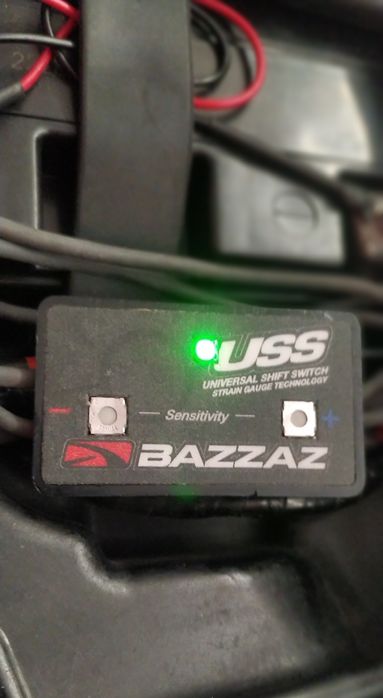 USS
UNIVERSAL SHIFT SWITCH
STRAIN GAUGE TECHNOLOGY
- — Sensitivity — +
BAZZAZ